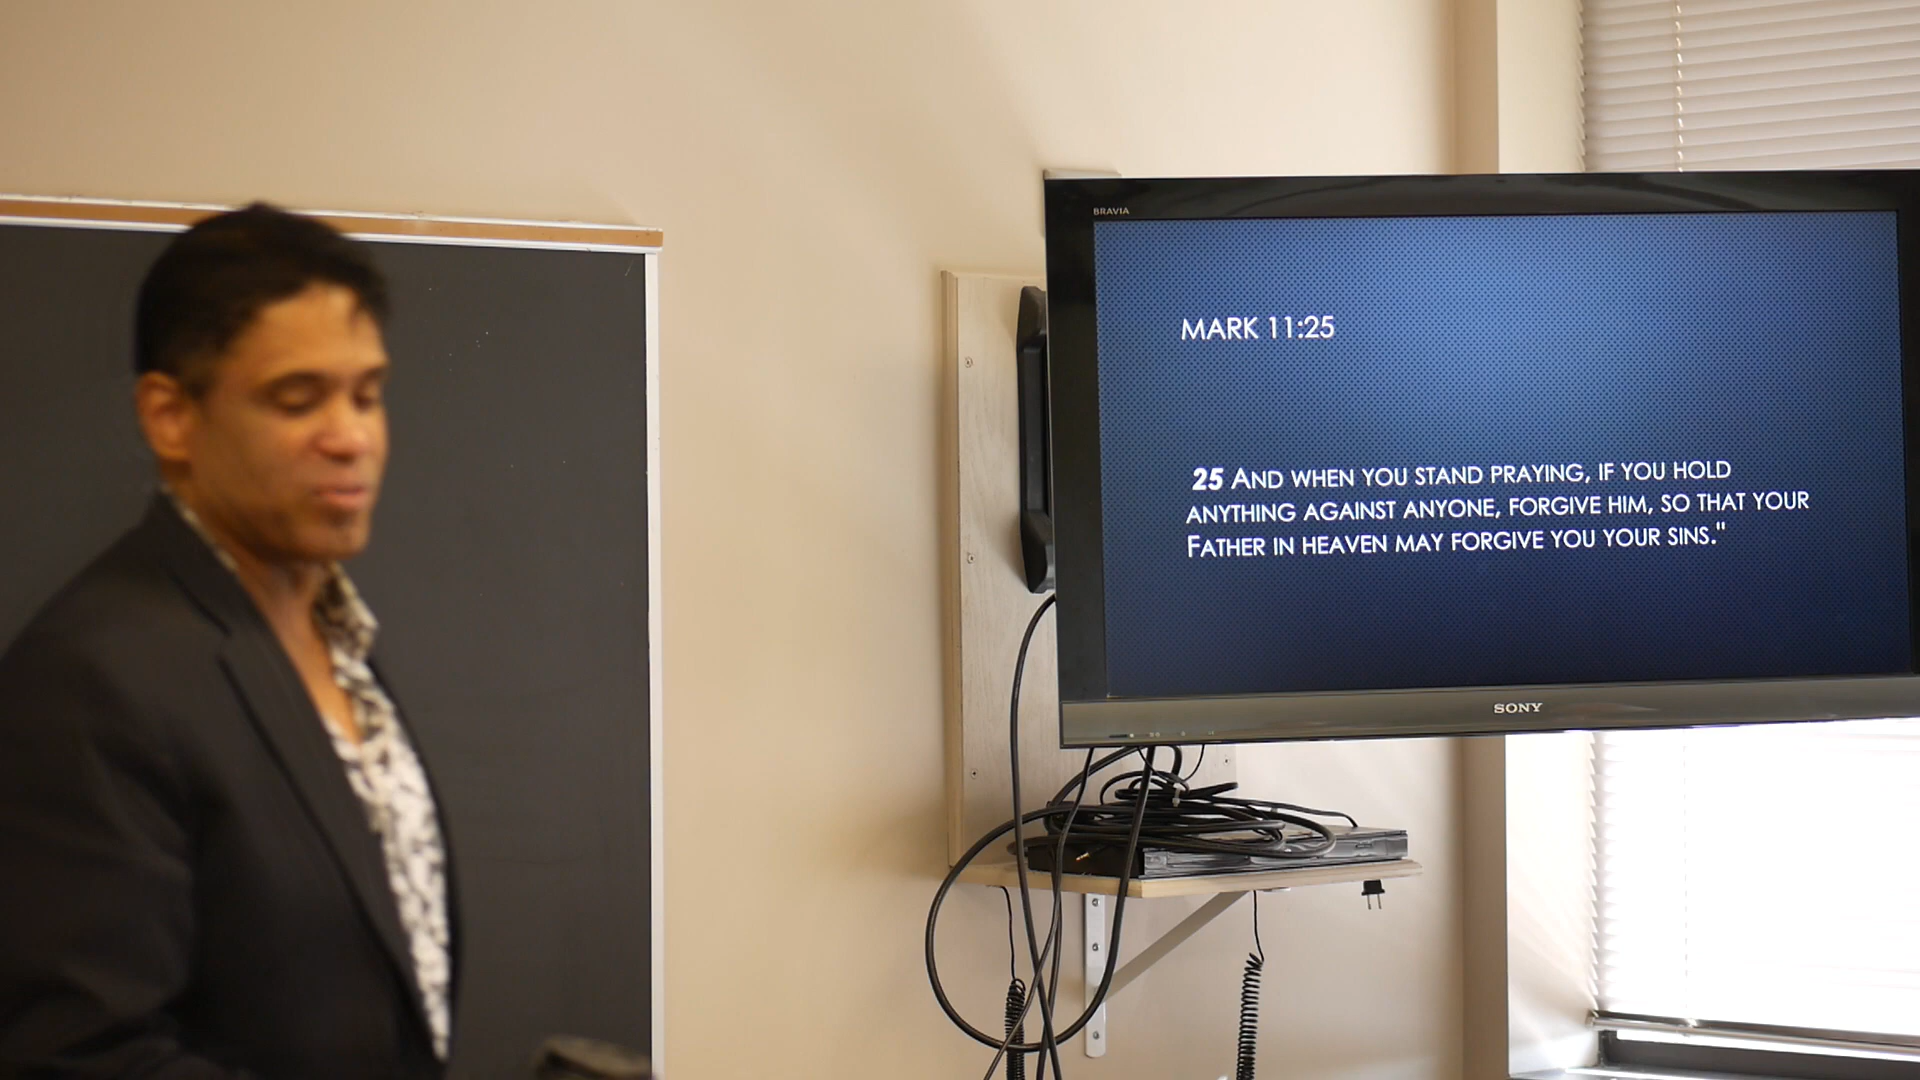 BRAVIA
MARK 11:25
25 AND WHEN YOU STAND PRAYING, IF YOU HOLD
ANYTHING AGAINST ANYONE, FORGIVE HIM, SO THAT YOUR
FATHER IN HEAVEN MAY FORGIVE YOU YOUR SINS."
SONY